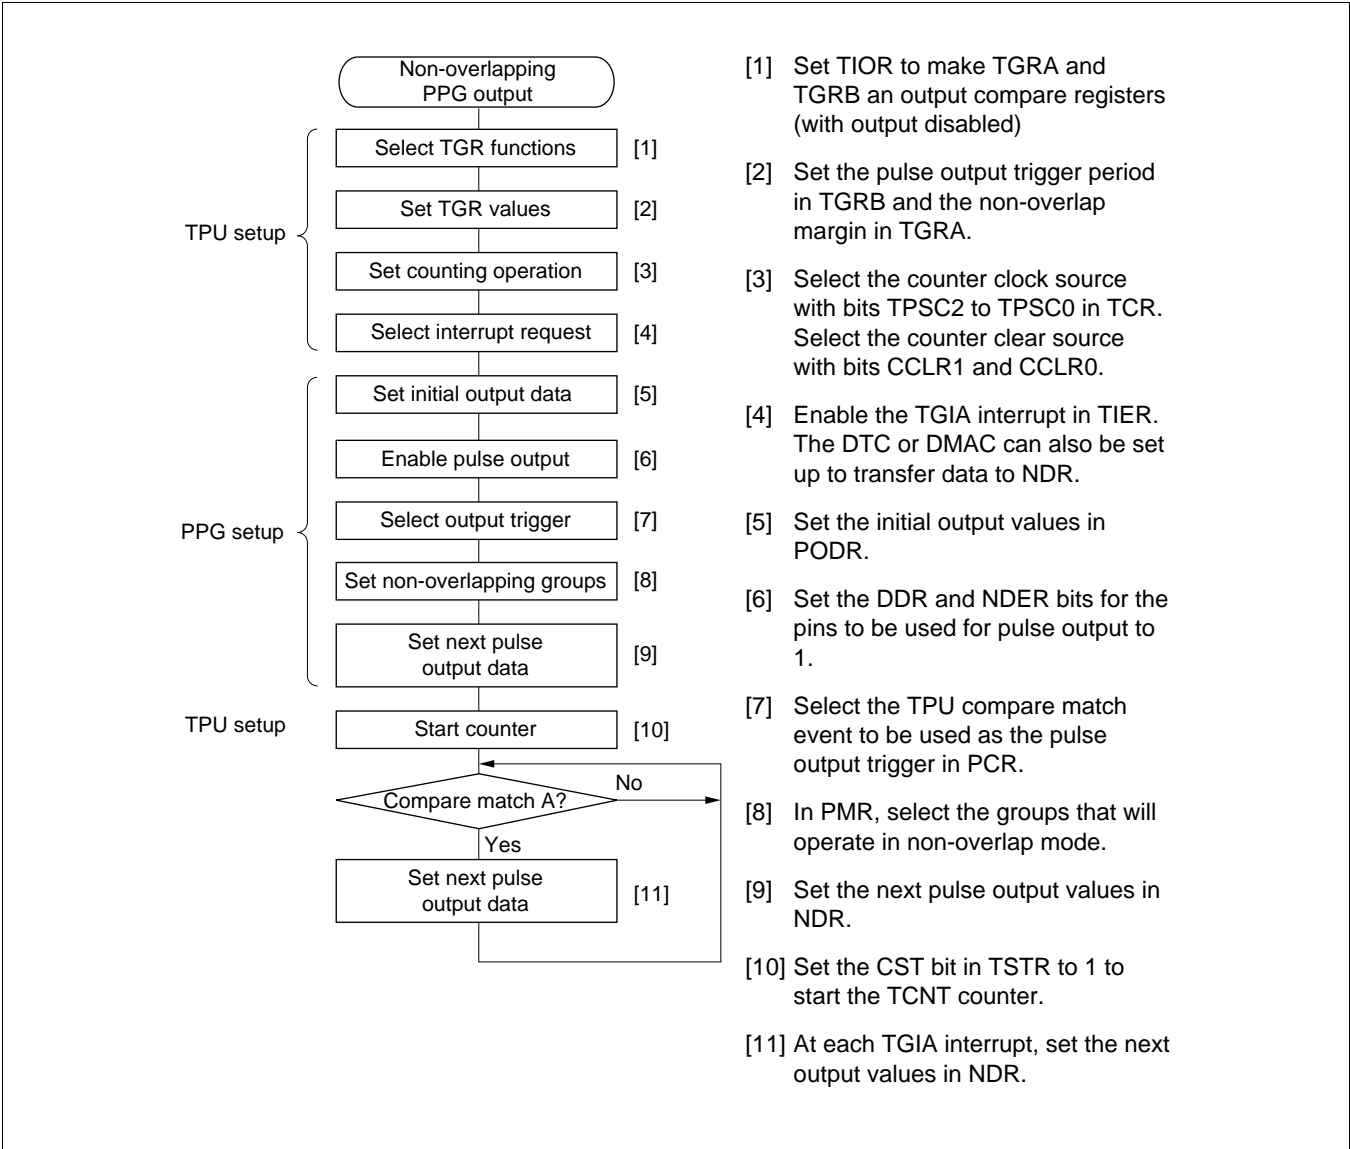 Non-overlapping
PPG output
TPU setup
Select TGR functions [1]
Set TGR values [2]
Set counting operation [3]
Select interrupt request [4]
PPG setup
Set initial output data [5]
Enable pulse output [6]
Select output trigger [7]
Set non-overlapping groups [8]
Set next pulse
output data
[9]
TPU setup
Start counter [10]
Compare match A?
No
Yes
Set next pulse
output data
[11]
[1] Set TIOR to make TGRA and
TGRB an output compare registers
(with output disabled)
[2] Set the pulse output trigger period
in TGRB and the non-overlap
margin in TGRA.
[3] Select the counter clock source
with bits TPSC2 to TPSC0 in TCR.
Select the counter clear source
with bits CCLR1 and CCLR0.
[4] Enable the TGIA interrupt in TIER.
The DTC or DMAC can also be set
up to transfer data to NDR.
[5] Set the initial output values in
PODR.
[6] Set the DDR and NDER bits for the
pins to be used for pulse output to
1.
[7] Select the TPU compare match
event to be used as the pulse
output trigger in PCR.
[8] In PMR, select the groups that will
operate in non-overlap mode.
[9] Set the next pulse output values in
NDR.
[10] Set the CST bit in TSTR to 1 to
start the TCNT counter.
[11] At each TGIA interrupt, set the next
output values in NDR.